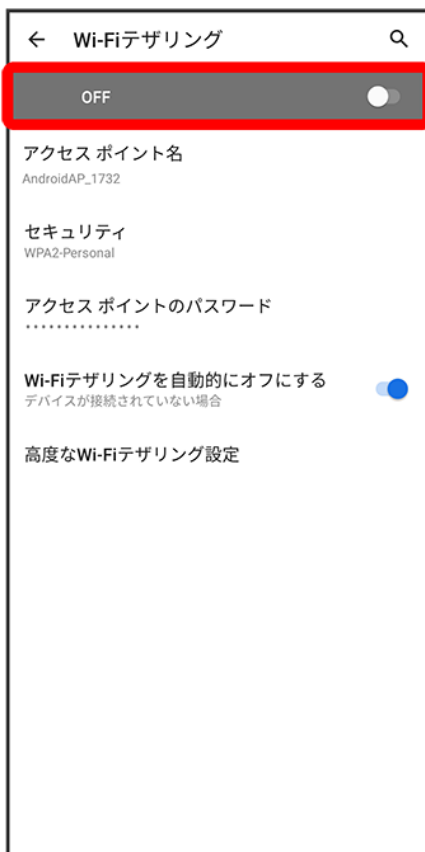 Wi-Fiテザリング
OFF
アクセス ポイント名
AndroidAP_1732
セキュリティ
WPA2-Personal
アクセス ポイントのパスワード
･･･････････････
Wi-Fiテザリングを自動的にオフにする
デバイスが接続されていない場合
高度なWi-Fiテザリング設定